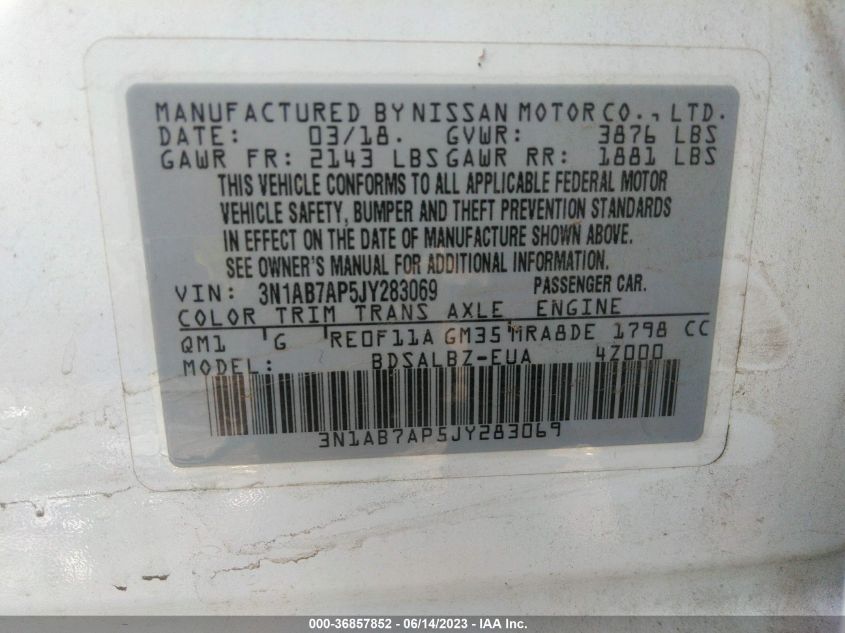 MANUFACTURED BY NISSAN MOTOR CO., LTD.
DATE: 03/18. GVWR: 3876 LBS
GAWR FR: 2143 LBS GAWR RR: 1881 LBS
THIS VEHICLE CONFORMS TO ALL APPLICABLE FEDERAL MOTOR
VEHICLE SAFETY, BUMPER AND THEFT PREVENTION STANDARDS
IN EFFECT ON THE DATE OF MANUFACTURE SHOWN ABOVE.
SEE OWNER'S MANUAL FOR ADDITIONAL INFORMATION.
VIN: 3N1AB7AP5JY283069 PASSENGER CAR.
COLOR TRIM TRANS AXLE ENGINE
QM1 G RE0F11A GM35 MRA8DE 1798 CC
MODEL: BDSALBZ-EUA 4Z000
3N1AB7AP5JY283069
000-36857852 - 06/14/2023 - IAA Inc.